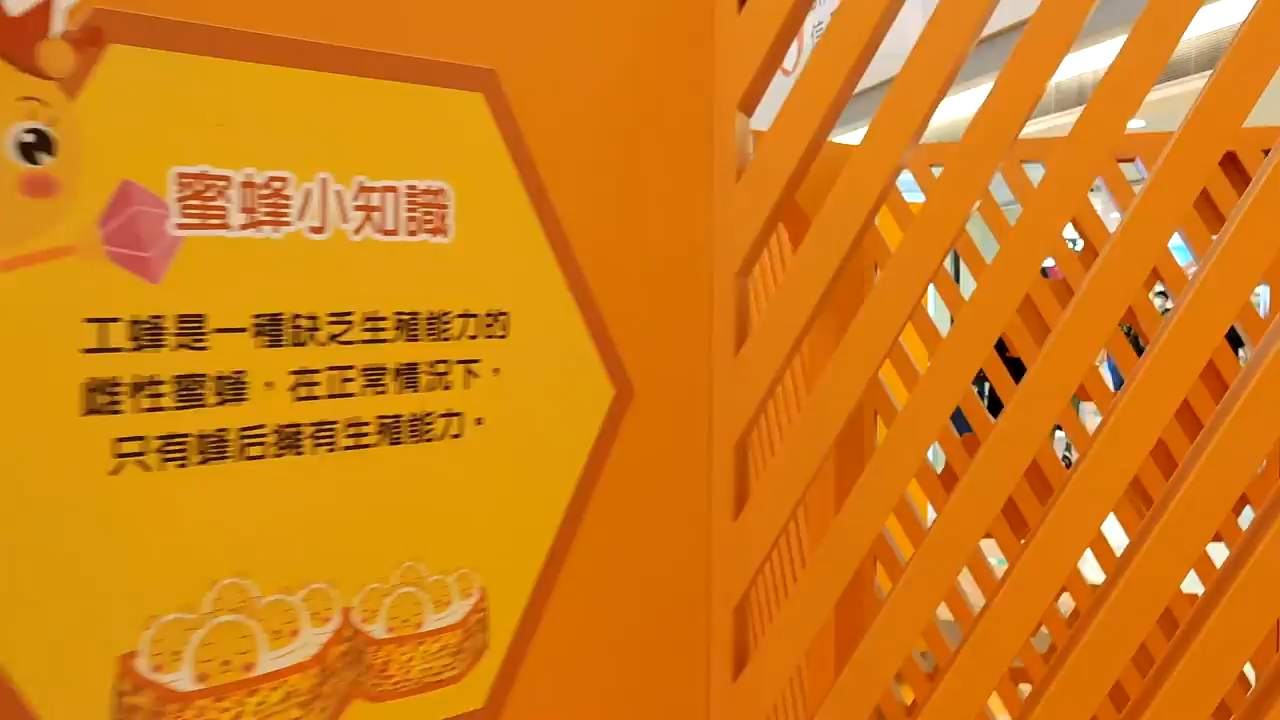 蜜蜂小知識
工蜂是一種缺乏生殖能力的
雌性蜜蜂。在正常情況下，
只有蜂后擁有生殖能力。